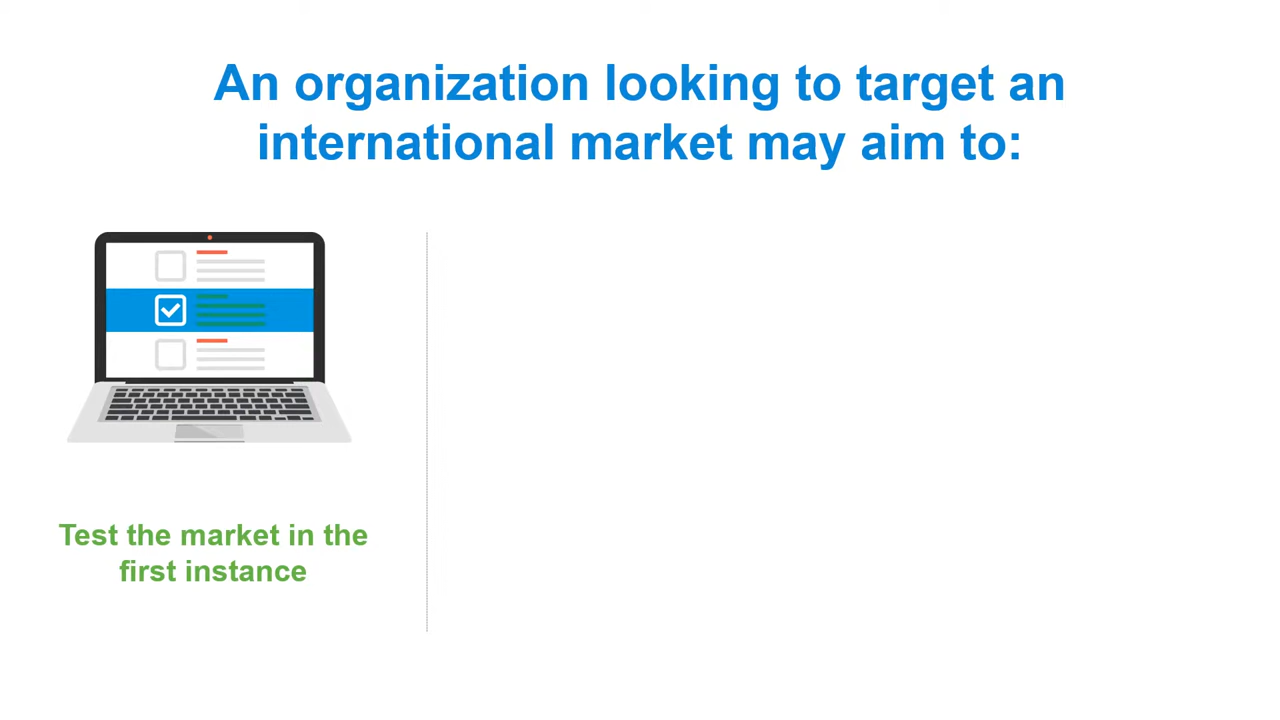 An organization looking to target an
international market may aim to:
Test the market in the
first instance